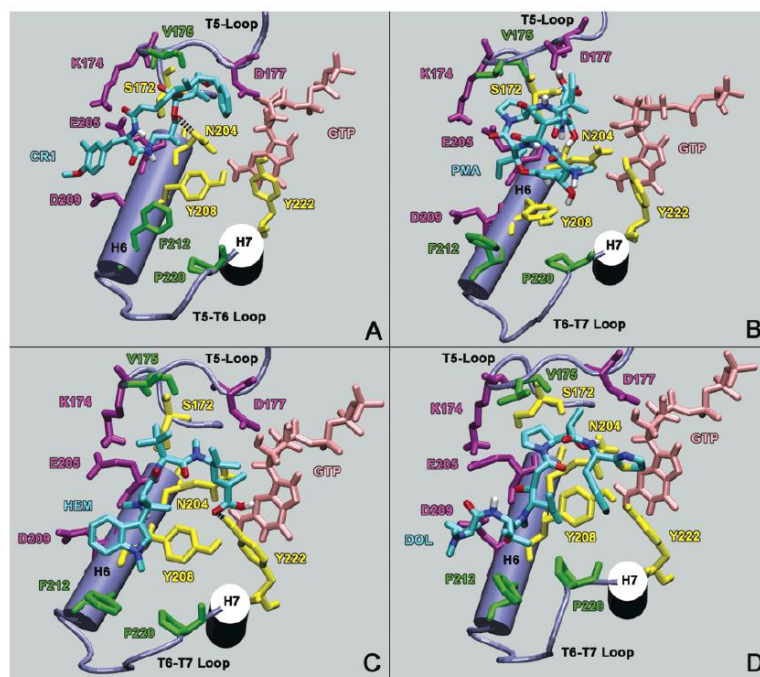 T5-Loop
V175
K174
D177
S172
E205
N204
GTP
CR1
D209
Y208
Y222
F212
H6
H7
P220
T5-T6 Loop
A
T5-Loop
V175
D177
K174
S172
E205
N204
GTP
PMA
H6
D209
Y208
Y222
F212
H7
P220
T6-T7 Loop
B
T5-Loop
V175
K174
S172
D177
E205
GTP
HEM
N204
D209
H6
Y208
Y222
F212
H7
P220
T6-T7 Loop
C
T5-Loop
V175
D177
K174
S172
N204
GTP
E205
D209
DOL
Y208
Y222
H6
F212
H7
P220
T6-T7 Loop
D